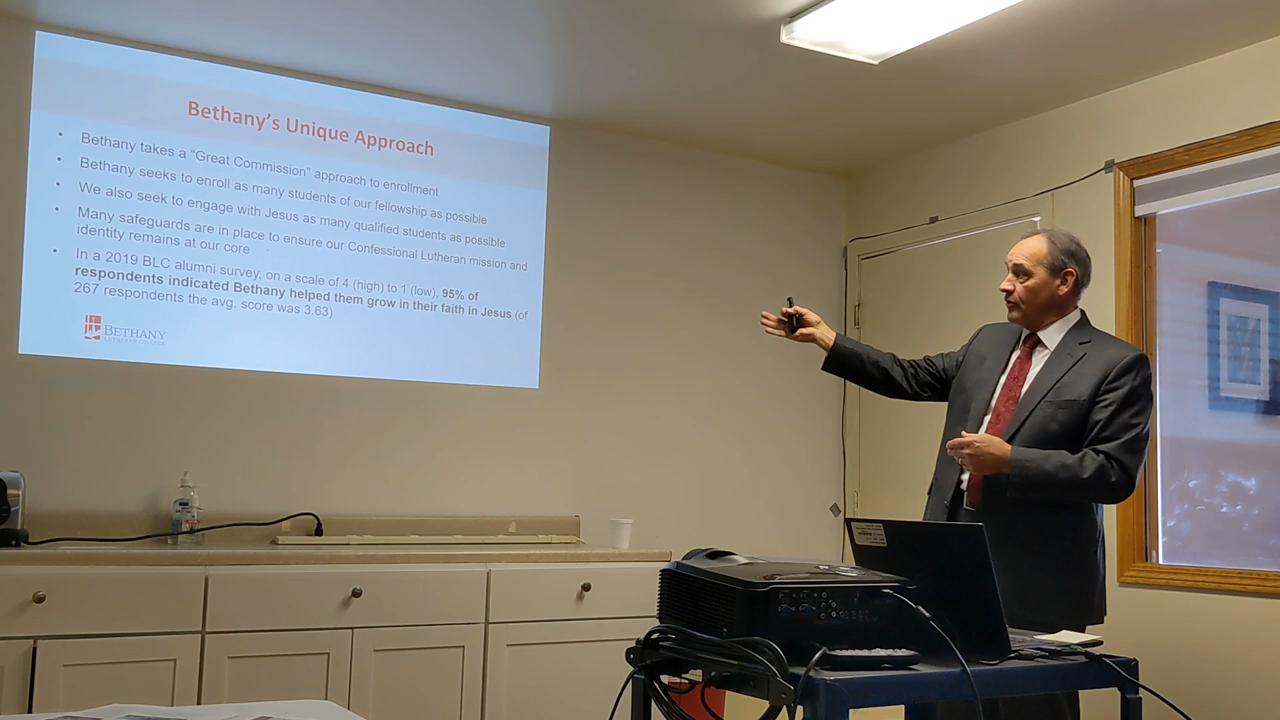 Bethany's Unique Approach
• Bethany takes a “Great Commission” approach to enrollment
• Bethany seeks to enroll as many students of our fellowship as possible
• We also seek to engage with Jesus as many qualified students as possible
• Many safeguards are in place to ensure our Confessional Lutheran mission and
identity remains at our core
• In a 2019 BLC alumni survey, on a scale of 4 (high) to 1 (low), 95% of
respondents indicated Bethany helped them grow in their faith in Jesus (of
267 respondents the avg. score was 3.63)
BETHANY
LUTHERAN COLLEGE